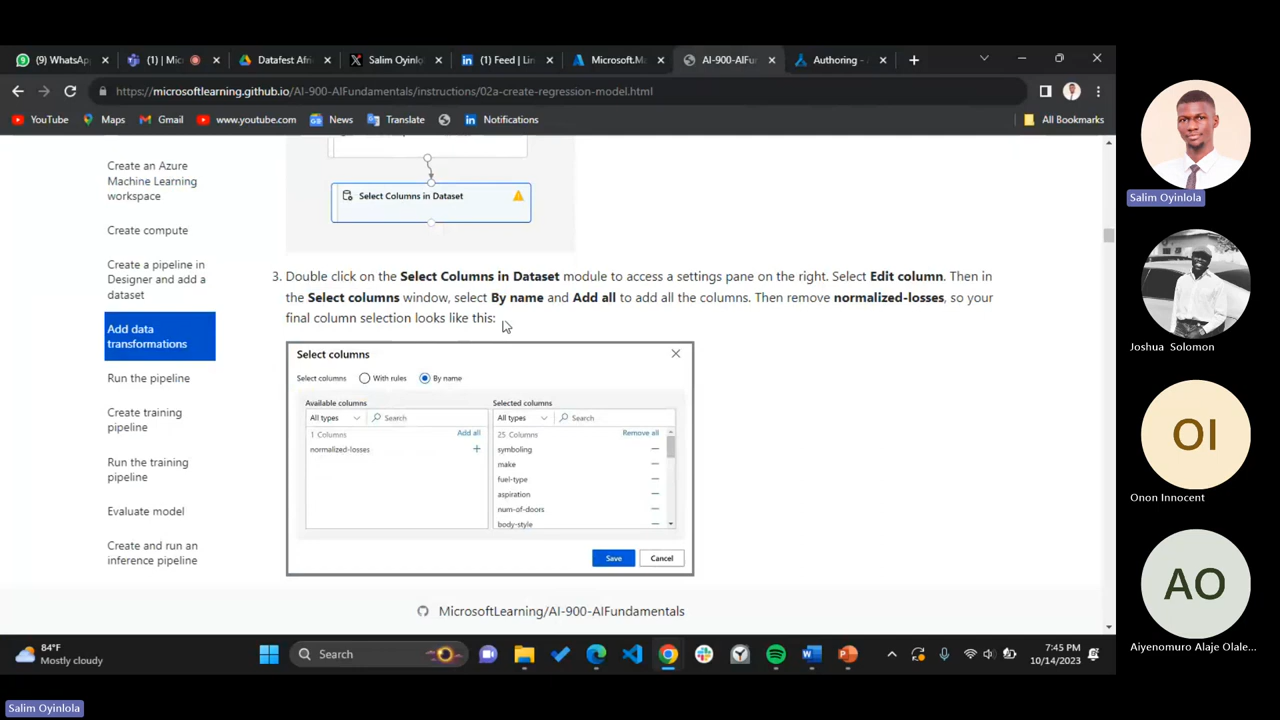 (9) WhatsAp
(1) | Mic
Datafest Afri
Salim Oyinlo
(1) Feed | Lin
Microsoft.Ma
AI-900-AIFu
Authoring - A
https://microsoftlearning.github.io/AI-900-AIFundamentals/instructions/02a-create-regression-model.html
YouTube
Maps
Gmail
www.youtube.com
News
Translate
Notifications
All Bookmarks
Create an Azure
Machine Learning
workspace
Create compute
Create a pipeline in
Designer and add a
dataset
Add data
transformations
Run the pipeline
Create training
pipeline
Run the training
pipeline
Evaluate model
Create and run an
inference pipeline
Select Columns in Dataset
3. Double click on the Select Columns in Dataset module to access a settings pane on the right. Select Edit column. Then in
the Select columns window, select By name and Add all to add all the columns. Then remove normalized-losses, so your
final column selection looks like this:
Select columns
Select columns
With rules
By name
Available columns
All types
Search
1 Columns
Add all
normalized-losses
Selected columns
All types
Search
25 Columns
Remove all
symboling
make
fuel-type
aspiration
num-of-doors
body-style
Save
Cancel
MicrosoftLearning/AI-900-AIFundamentals
84°F
Mostly cloudy
Search
7:45 PM
10/14/2023
Salim Oyinlola
Joshua Solomon
OI
Onon Innocent
AO
Aiyenomuro Alaje Olale...
Salim Oyinlola